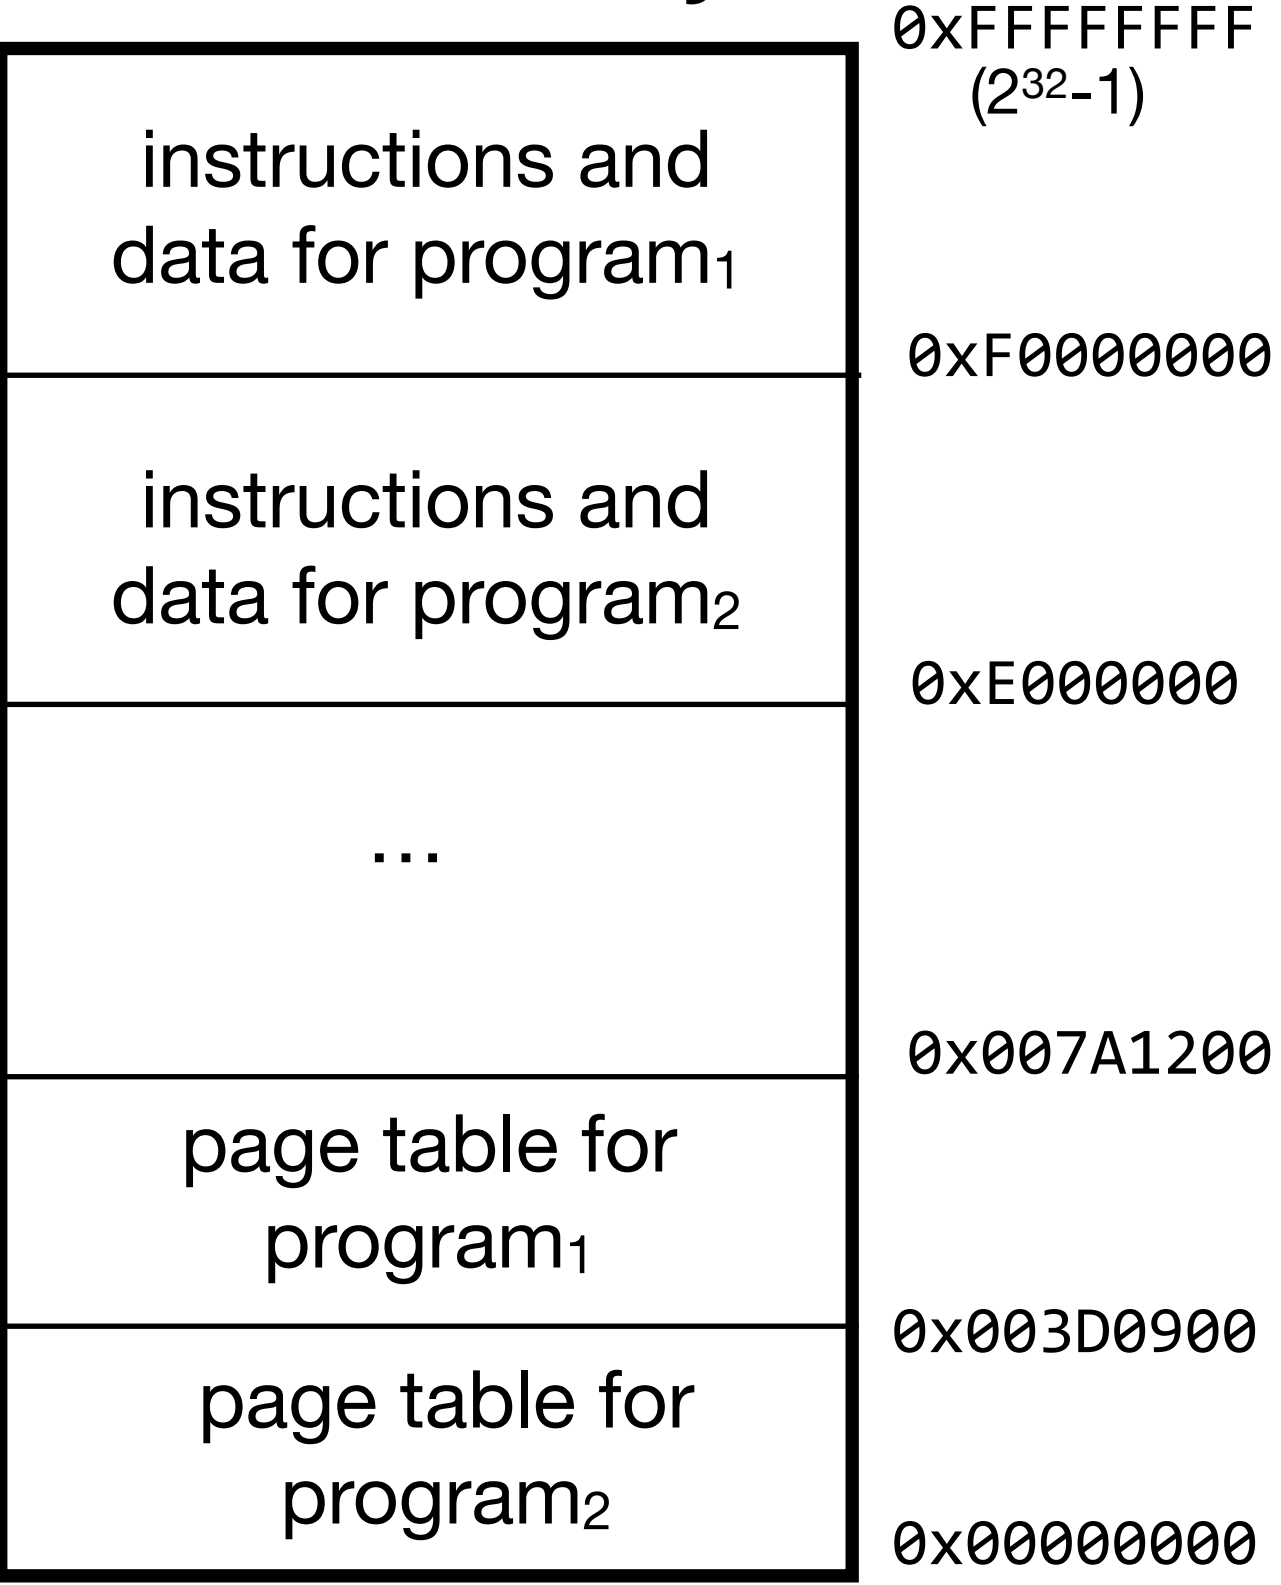 0xFFFFFFFF
(2³²-1)
instructions and
data for program₁
0xF0000000
instructions and
data for program₂
0xE000000
...
0x007A1200
page table for
program₁
0x003D0900
page table for
program₂
0x00000000